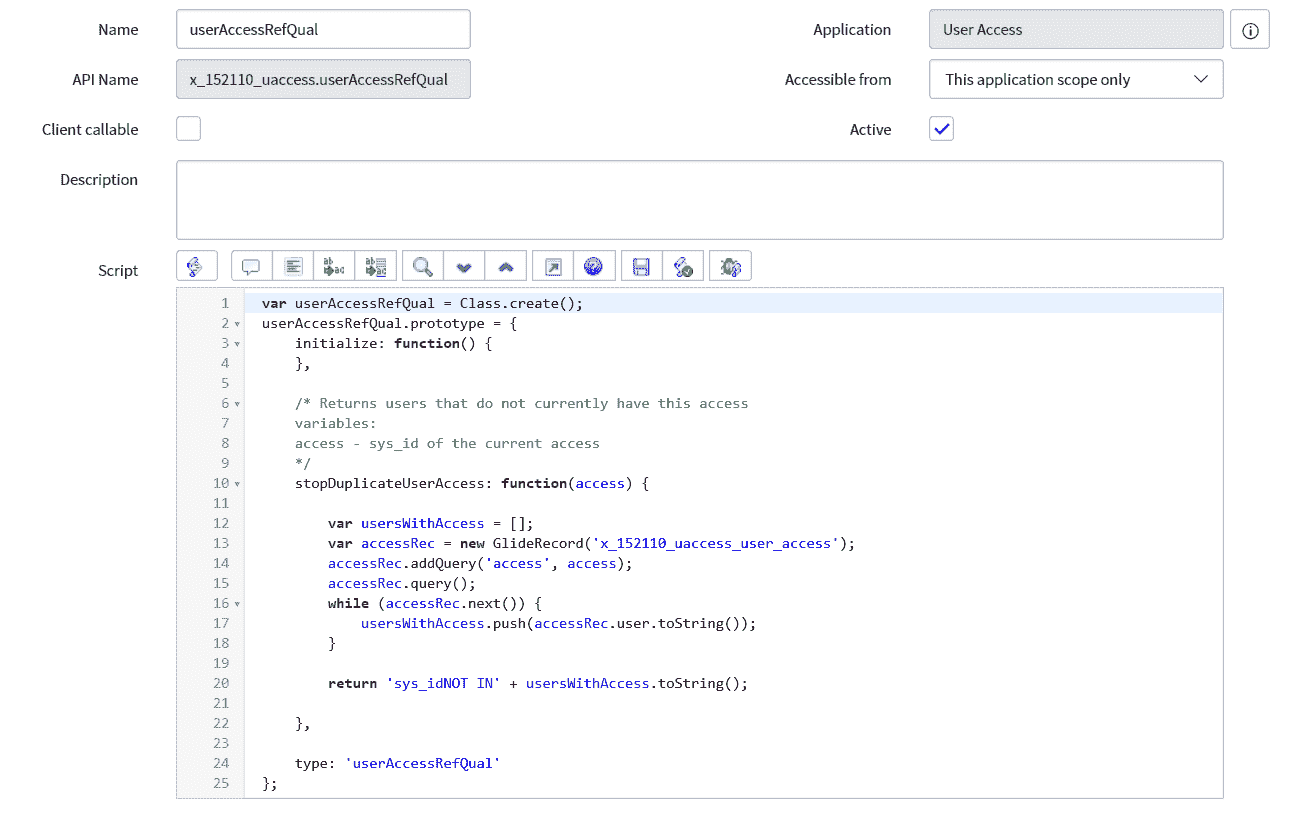 Name userAccessRefQual Application User Access
API Name x_152110_uaccess.userAccessRefQual Accessible from This application scope only
Client callable Active
Description
Script
1 var userAccessRefQual = Class.create();
2 userAccessRefQual.prototype = {
3 initialize: function() {
4 },
5
6 /* Returns users that do not currently have this access
7 variables:
8 access - sys_id of the current access
9 */
10 stopDuplicateUserAccess: function(access) {
11
12 var usersWithAccess = [];
13 var accessRec = new GlideRecord('x_152110_uaccess_user_access');
14 accessRec.addQuery('access', access);
15 accessRec.query();
16 while (accessRec.next()) {
17 usersWithAccess.push(accessRec.user.toString());
18 }
19
20 return 'sys_idNOT IN' + usersWithAccess.toString();
21
22 },
23
24 type: 'userAccessRefQual'
25 };